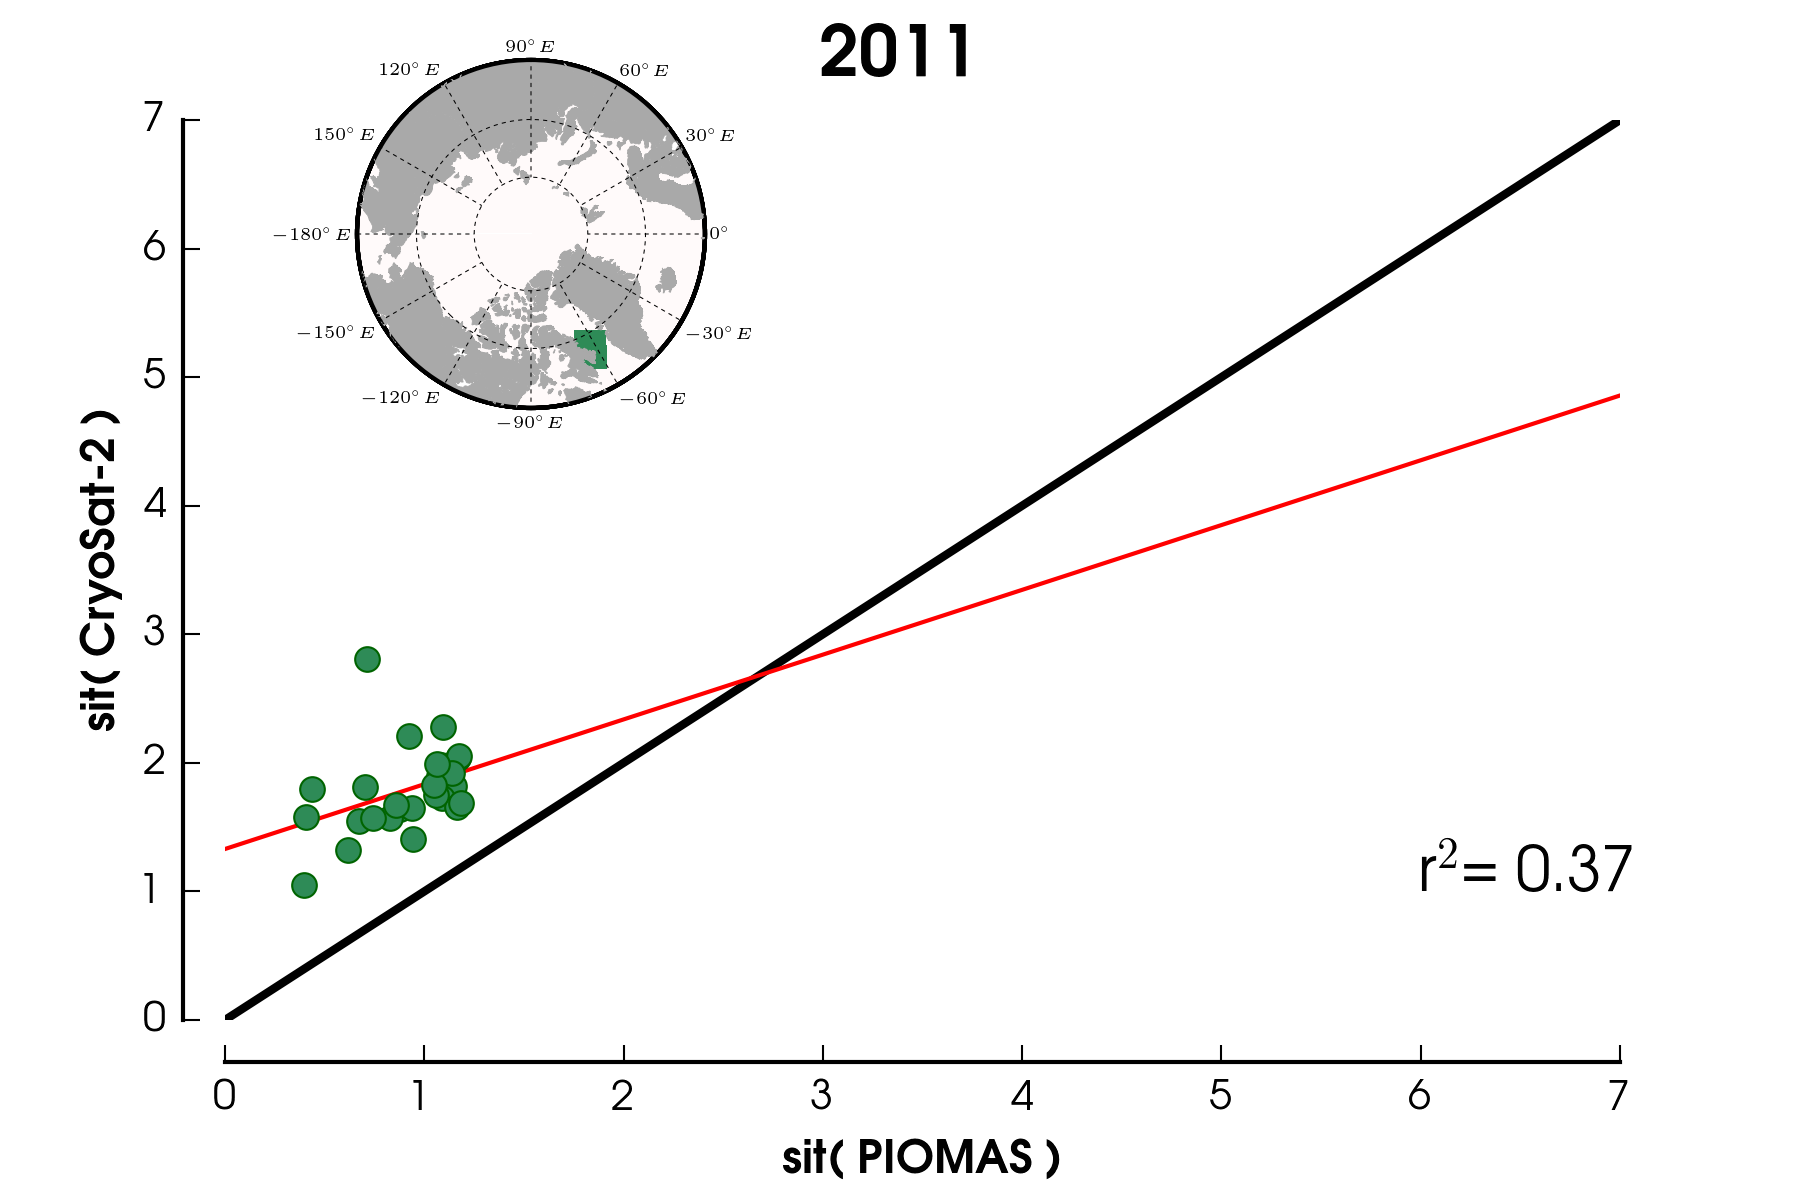 2011
90° E
120° E
60° E
150° E
30° E
−180° E
0°
−150° E
−30° E
−120° E
−60° E
−90° E
7
6
5
4
3
2
1
0
sit( CryoSat-2 )
r²= 0.37
0 1 2 3 4 5 6 7
sit( PIOMAS )